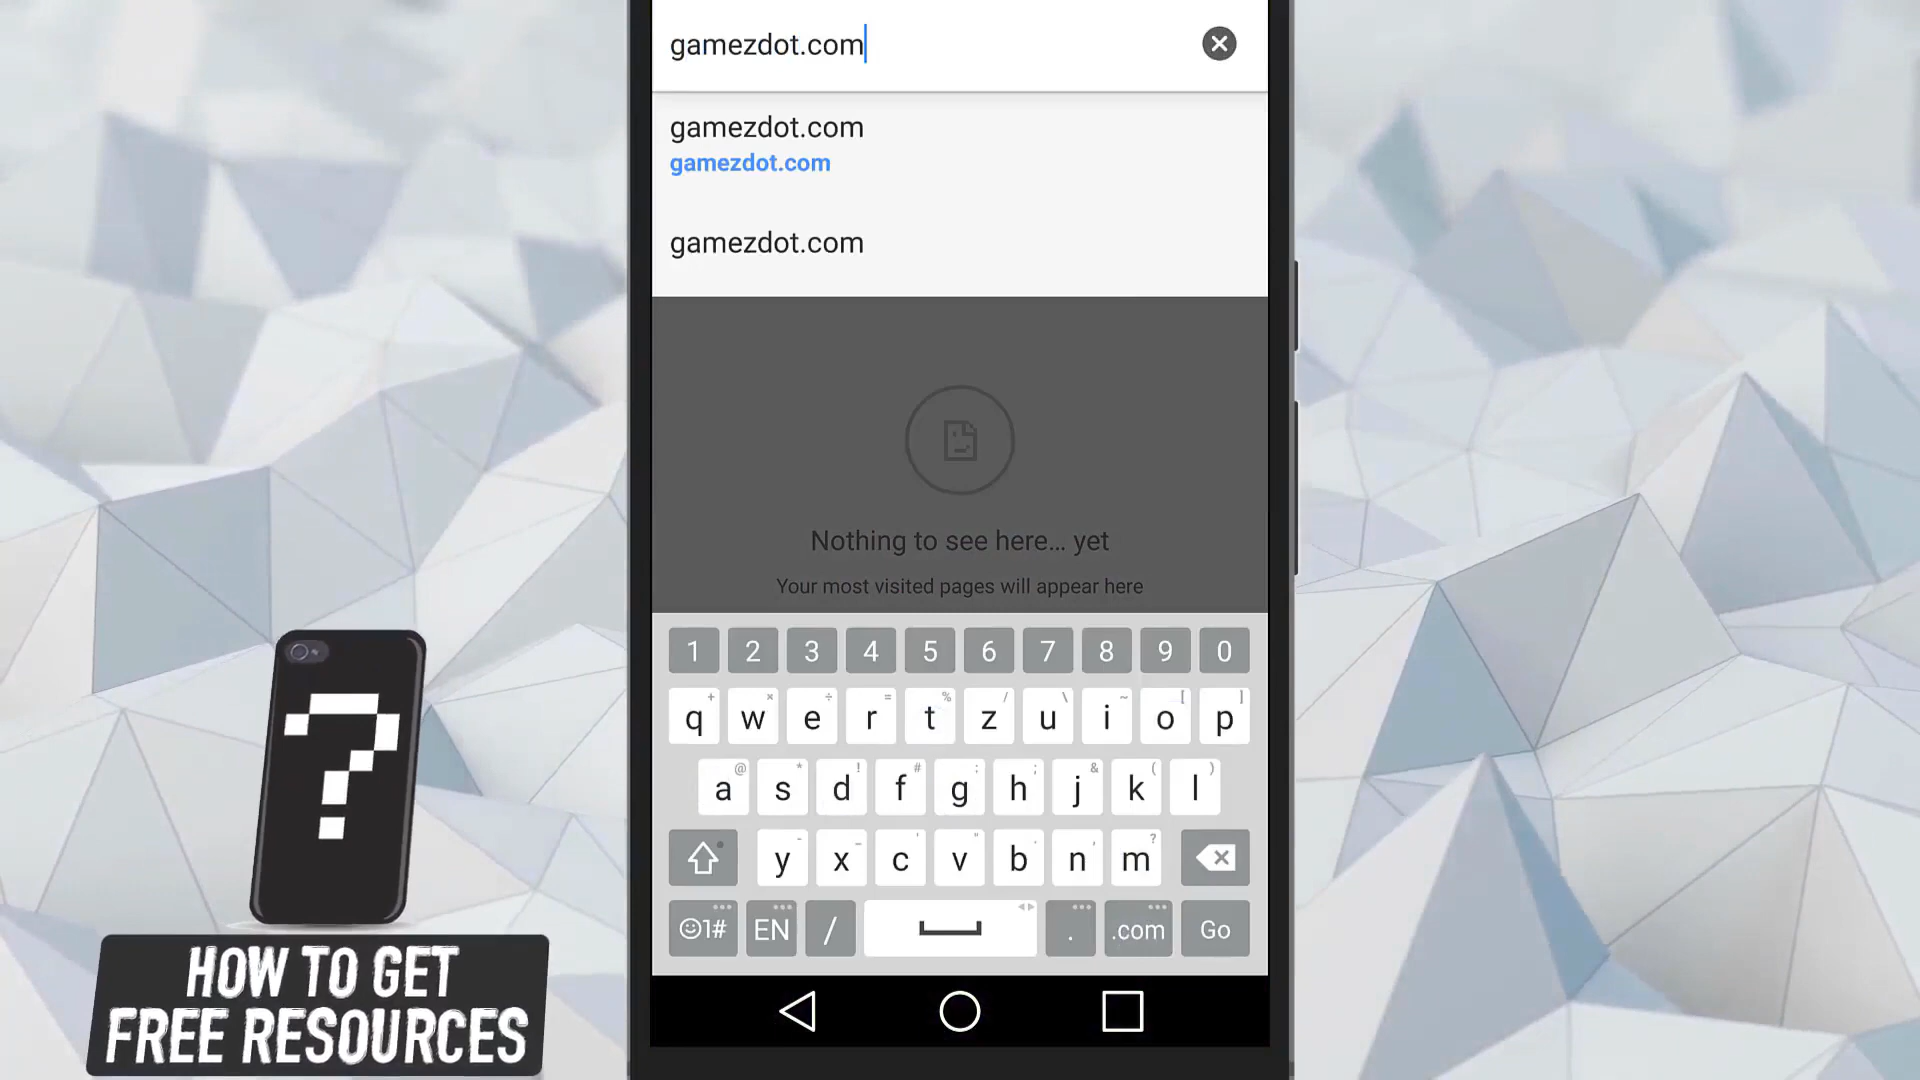 gamezdot.com
gamezdot.com
gamezdot.com
gamezdot.com
Nothing to see here... yet
Your most visited pages will appear here
1 2 3 4 5 6 7 8 9 0
+ × ÷ = % / \ ~ [ ]
q w e r t z u i o p
@ * ! # : ; & ( )
a s d f g h j k l
- _ ' " . , ?
y x c v b n m
1# EN / . .com Go
?
HOW TO GET
FREE RESOURCES